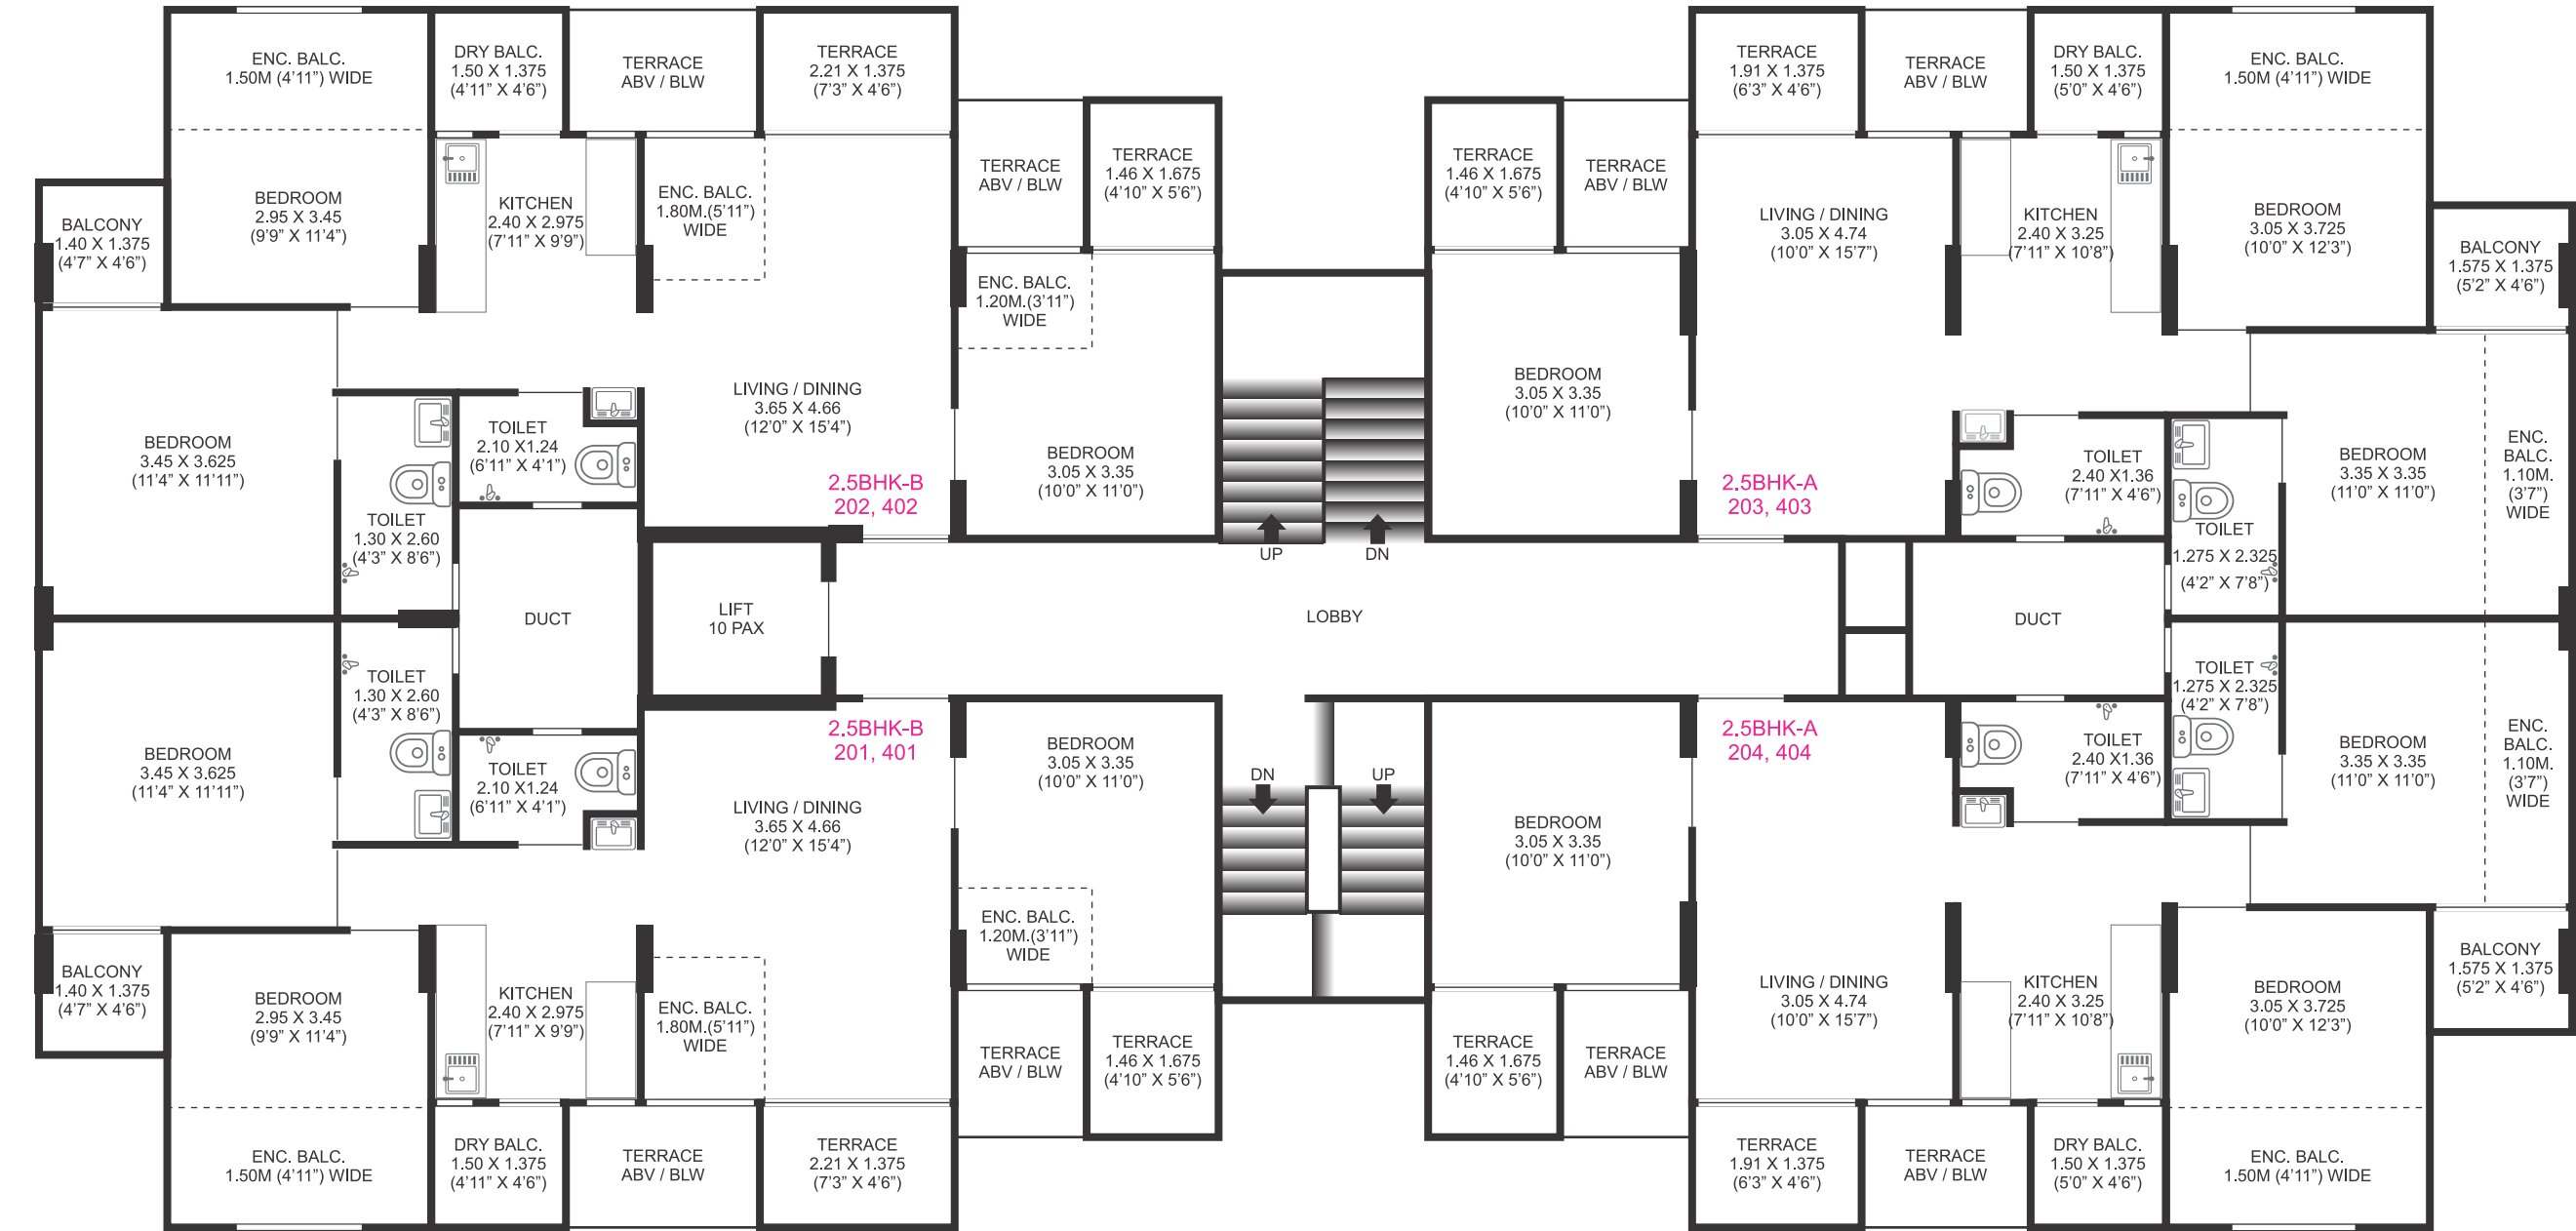 ENC. BALC.
1.50M (4'11") WIDE
DRY BALC.
1.50 X 1.375
(4'11" X 4'6")
TERRACE
ABV / BLW
TERRACE
2.21 X 1.375
(7'3" X 4'6")
TERRACE
ABV / BLW
TERRACE
1.46 X 1.675
(4'10" X 5'6")
BALCONY
1.40 X 1.375
(4'7" X 4'6")
BEDROOM
2.95 X 3.45
(9'9" X 11'4")
KITCHEN
2.40 X 2.975
(7'11" X 9'9")
ENC. BALC.
1.80M.(5'11")
WIDE
ENC. BALC.
1.20M.(3'11")
WIDE
BEDROOM
3.45 X 3.625
(11'4" X 11'11")
TOILET
1.30 X 2.60
(4'3" X 8'6")
TOILET
2.10 X1.24
(6'11" X 4'1")
LIVING / DINING
3.65 X 4.66
(12'0" X 15'4")
2.5BHK-B
202, 402
BEDROOM
3.05 X 3.35
(10'0" X 11'0")
TERRACE
1.91 X 1.375
(6'3" X 4'6")
TERRACE
ABV / BLW
DRY BALC.
1.50 X 1.375
(5'0" X 4'6")
ENC. BALC.
1.50M (4'11") WIDE
TERRACE
1.46 X 1.675
(4'10" X 5'6")
TERRACE
ABV / BLW
LIVING / DINING
3.05 X 4.74
(10'0" X 15'7")
KITCHEN
2.40 X 3.25
(7'11" X 10'8")
BEDROOM
3.05 X 3.725
(10'0" X 12'3")
BALCONY
1.575 X 1.375
(5'2" X 4'6")
BEDROOM
3.05 X 3.35
(10'0" X 11'0")
2.5BHK-A
203, 403
TOILET
2.40 X1.36
(7'11" X 4'6")
TOILET
1.275 X 2.325
(4'2" X 7'8")
BEDROOM
3.35 X 3.35
(11'0" X 11'0")
ENC.
BALC.
1.10M.
(3'7")
WIDE
UP
DN
DUCT
LIFT
10 PAX
LOBBY
DUCT
BEDROOM
3.45 X 3.625
(11'4" X 11'11")
TOILET
1.30 X 2.60
(4'3" X 8'6")
TOILET
2.10 X1.24
(6'11" X 4'1")
2.5BHK-B
201, 401
LIVING / DINING
3.65 X 4.66
(12'0" X 15'4")
BEDROOM
3.05 X 3.35
(10'0" X 11'0")
ENC. BALC.
1.20M.(3'11")
WIDE
BALCONY
1.40 X 1.375
(4'7" X 4'6")
BEDROOM
2.95 X 3.45
(9'9" X 11'4")
KITCHEN
2.40 X 2.975
(7'11" X 9'9")
ENC. BALC.
1.80M.(5'11")
WIDE
TERRACE
ABV / BLW
TERRACE
1.46 X 1.675
(4'10" X 5'6")
ENC. BALC.
1.50M (4'11") WIDE
DRY BALC.
1.50 X 1.375
(4'11" X 4'6")
TERRACE
ABV / BLW
TERRACE
2.21 X 1.375
(7'3" X 4'6")
DN
UP
2.5BHK-A
204, 404
TOILET
2.40 X1.36
(7'11" X 4'6")
TOILET
1.275 X 2.325
(4'2" X 7'8")
BEDROOM
3.35 X 3.35
(11'0" X 11'0")
ENC.
BALC.
1.10M.
(3'7")
WIDE
BEDROOM
3.05 X 3.35
(10'0" X 11'0")
LIVING / DINING
3.05 X 4.74
(10'0" X 15'7")
KITCHEN
2.40 X 3.25
(7'11" X 10'8")
BEDROOM
3.05 X 3.725
(10'0" X 12'3")
BALCONY
1.575 X 1.375
(5'2" X 4'6")
TERRACE
1.46 X 1.675
(4'10" X 5'6")
TERRACE
ABV / BLW
TERRACE
1.91 X 1.375
(6'3" X 4'6")
TERRACE
ABV / BLW
DRY BALC.
1.50 X 1.375
(5'0" X 4'6")
ENC. BALC.
1.50M (4'11") WIDE